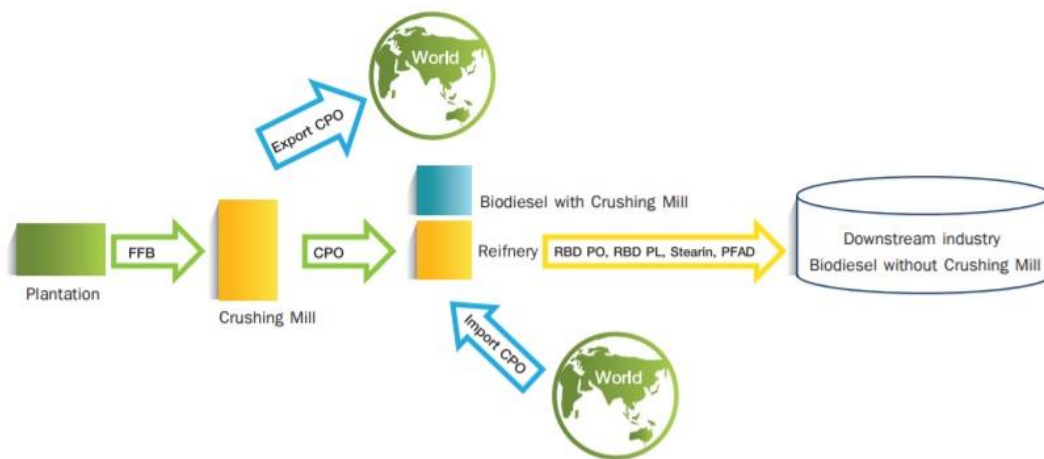 World
Export CPO
Biodiesel with Crushing Mill
FFB
CPO
Reifnery
RBD PO, RBD PL, Stearin, PFAD
Downstream industry
Biodiesel without Crushing Mill
Plantation
Crushing Mill
Import CPO
World